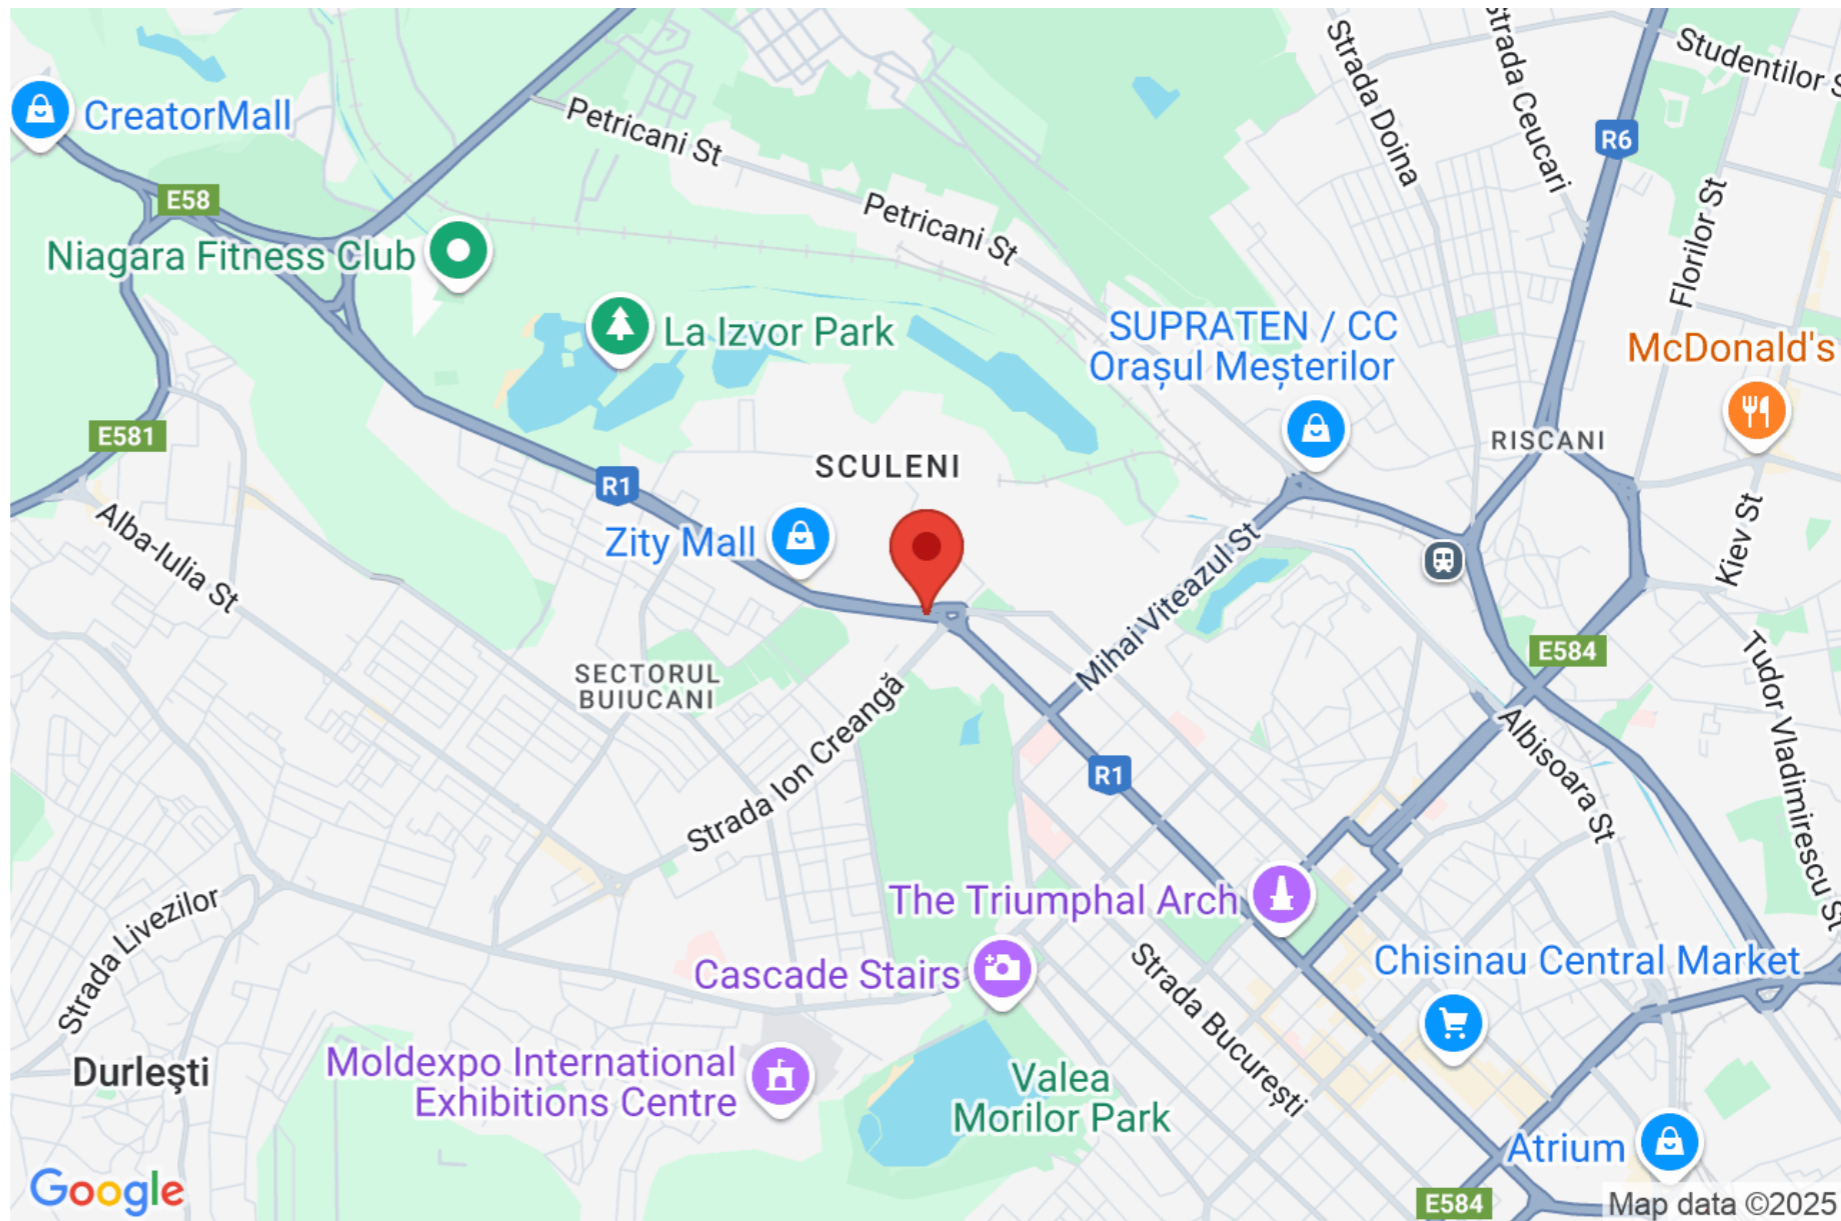 Studentilor S
Strada Doina
Strada Ceucari
R6
CreatorMall
Petricani St
E58
Florilor St
Petricani St
Niagara Fitness Club
La Izvor Park
SUPRATEN / CC
Orașul Meșterilor
McDonald's
E581
RISCANI
SCULENI
R1
Zity Mall
Kiev St
Alba-Iulia St
Mihai Viteazul St
E584
SECTORUL
BUIUCANI
Tudor Vladimirescu St
Albisoara St
Strada Ion Creangă
R1
The Triumphal Arch
Strada Livezilor
Cascade Stairs
Chisinau Central Market
Strada București
Durleşti
Moldexpo International
Exhibitions Centre
Valea
Morilor Park
Atrium
Google
E584
Map data ©2025